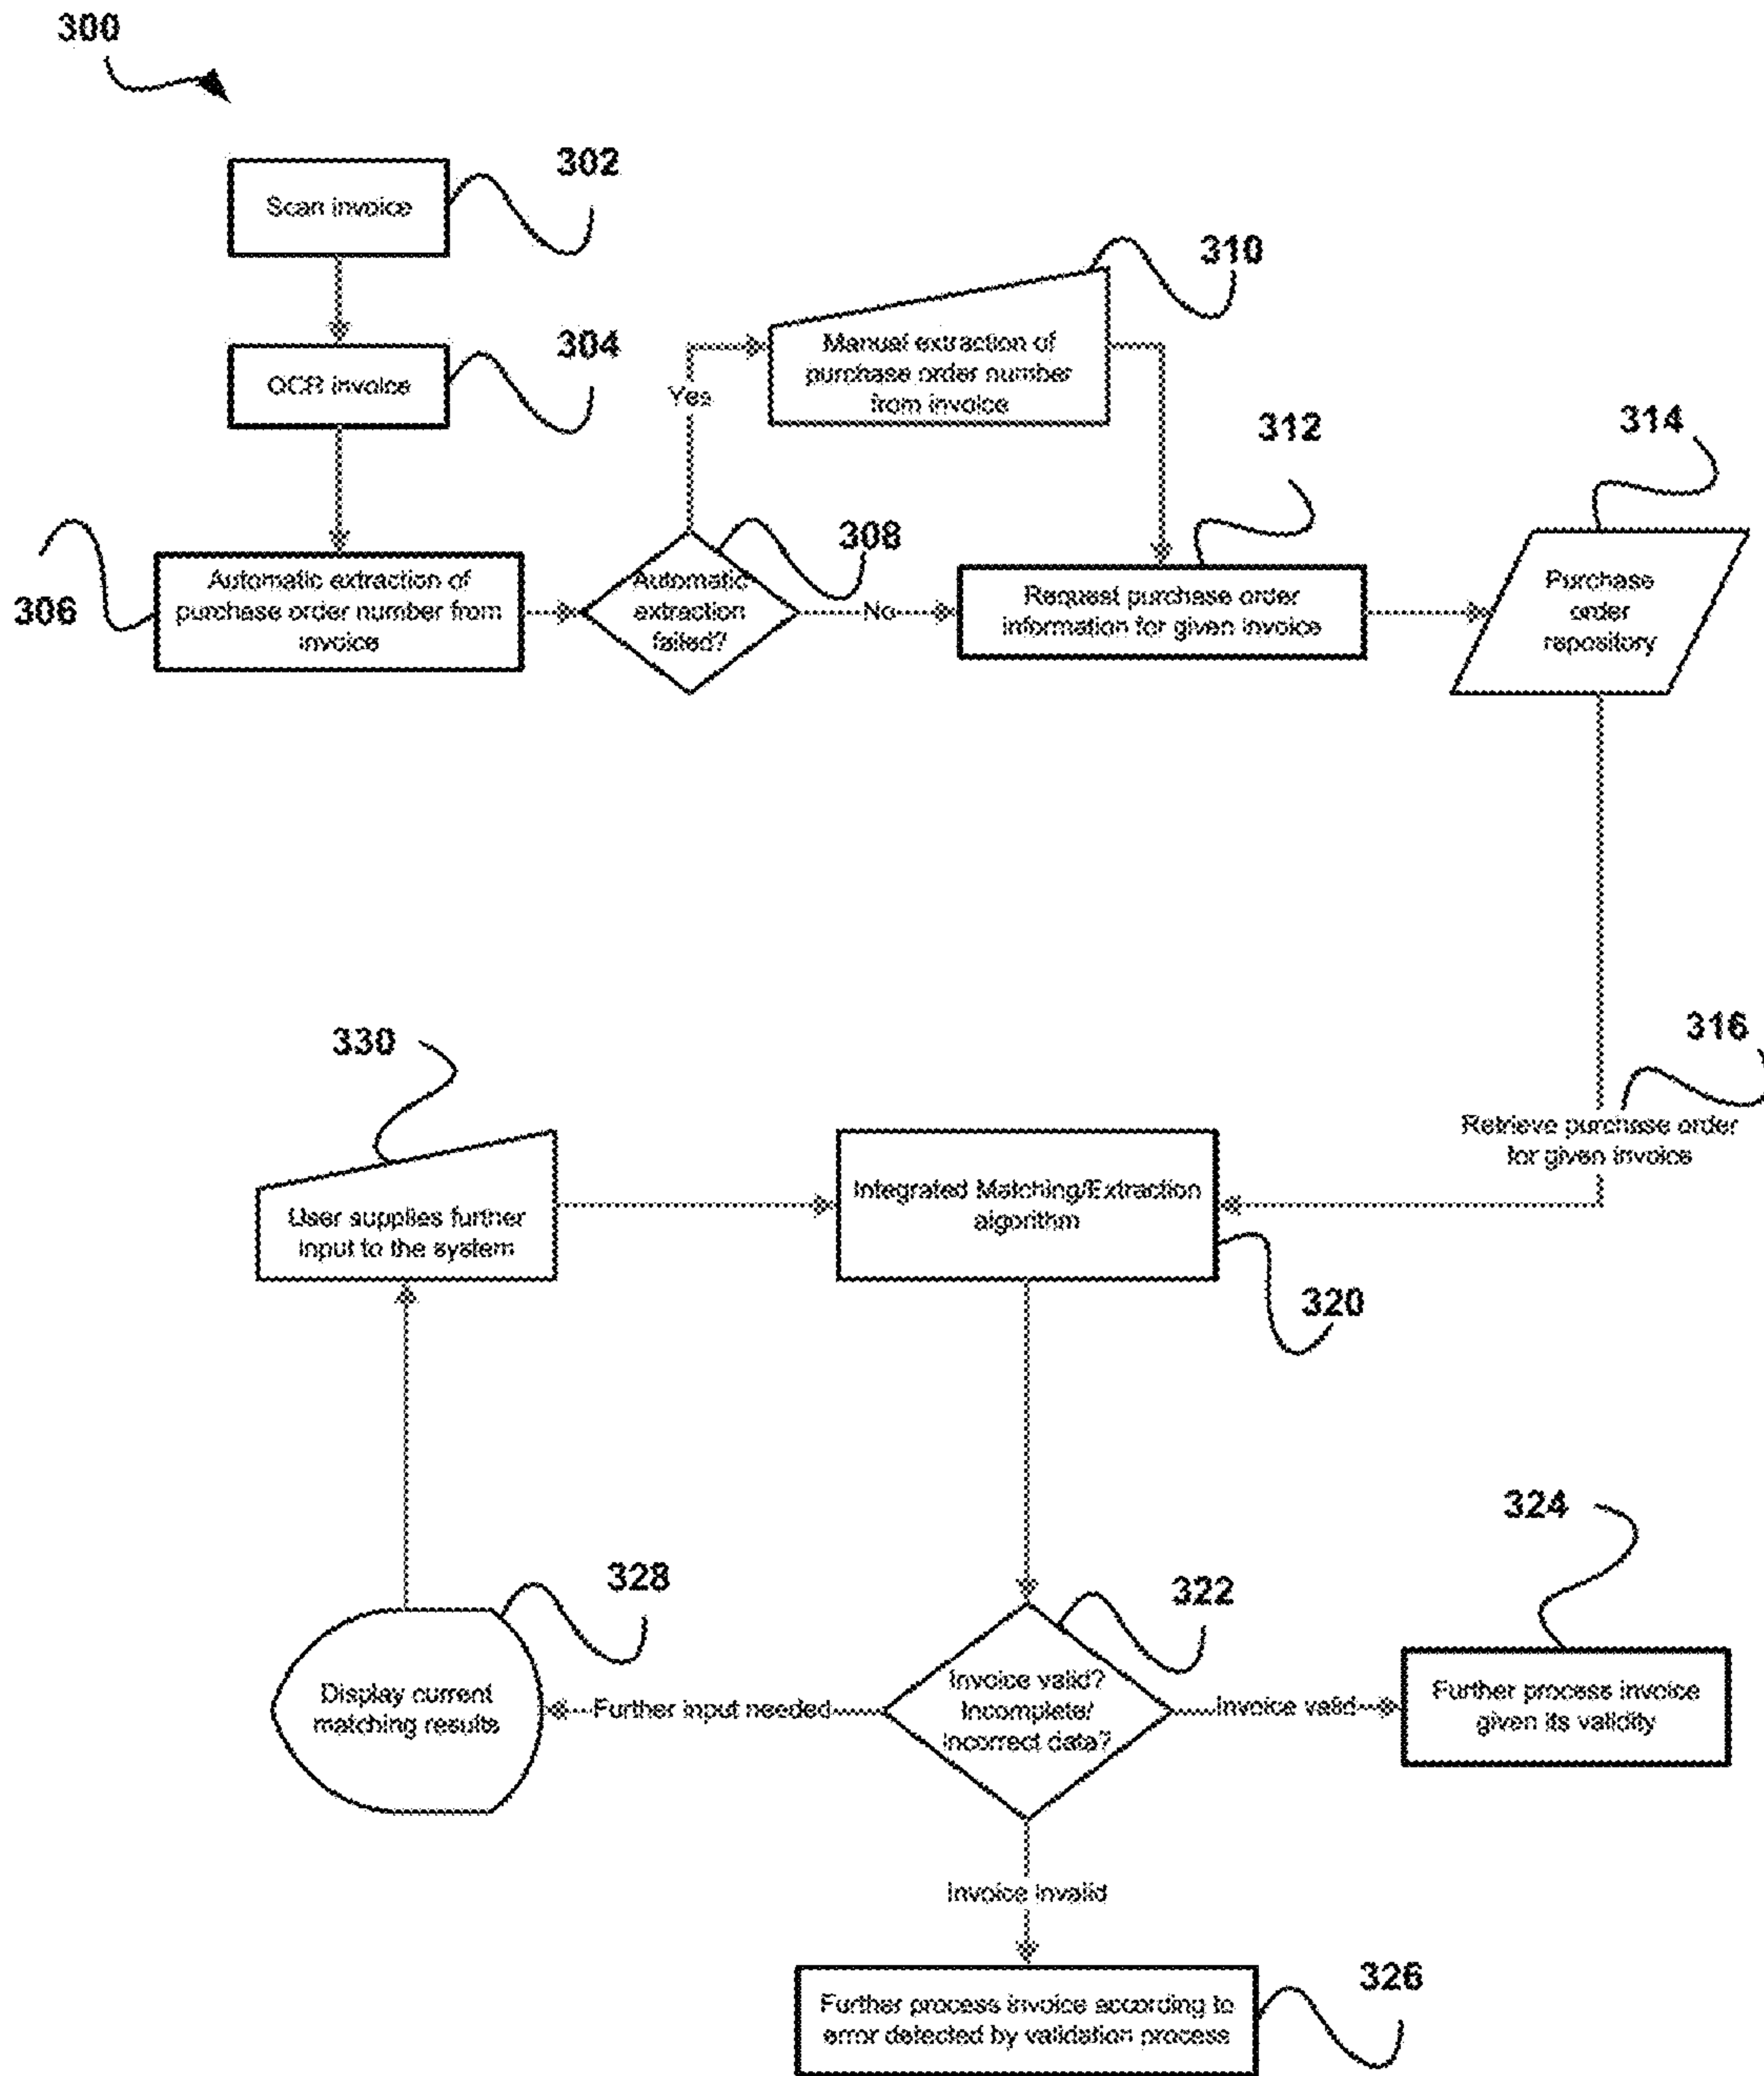 300
302
Scan invoice
304
OCR invoice
306
Automatic extraction of
purchase order number from
invoice
308
Automatic
extraction
failed?
Yes
No
310
Manual extraction of
purchase order number
from invoice
312
Request purchase order
information for given invoice
314
Purchase
order
repository
316
Retrieve purchase order
for given invoice
330
User supplies further
input to the system
Integrated Matching/Extraction
algorithm
320
328
Display current
matching results
Further input needed
322
Invoice valid?
Incomplete/
incorrect data?
Invoice valid
324
Further process invoice
given its validity
Invoice invalid
326
Further process invoice according to
error detected by validation process